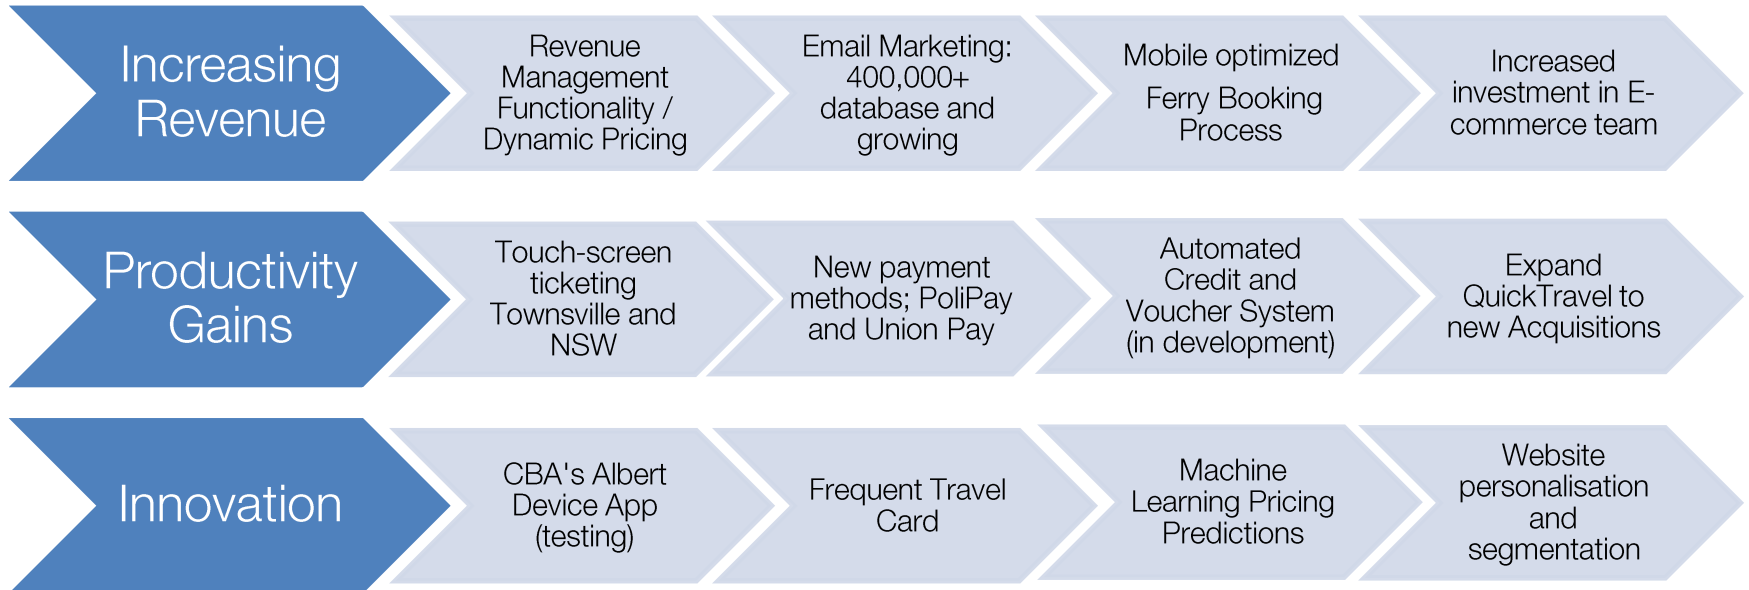 Increasing
Revenue
Revenue
Management
Functionality /
Dynamic Pricing
Email Marketing:
400,000+
database and
growing
Mobile optimized
Ferry Booking
Process
Increased
investment in E-
commerce team
Productivity
Gains
Touch-screen
ticketing
Townsville and
NSW
New payment
methods; PoliPay
and Union Pay
Automated
Credit and
Voucher System
(in development)
Expand
QuickTravel to
new Acquisitions
Innovation
CBA's Albert
Device App
(testing)
Frequent Travel
Card
Machine
Learning Pricing
Predictions
Website
personalisation
and
segmentation